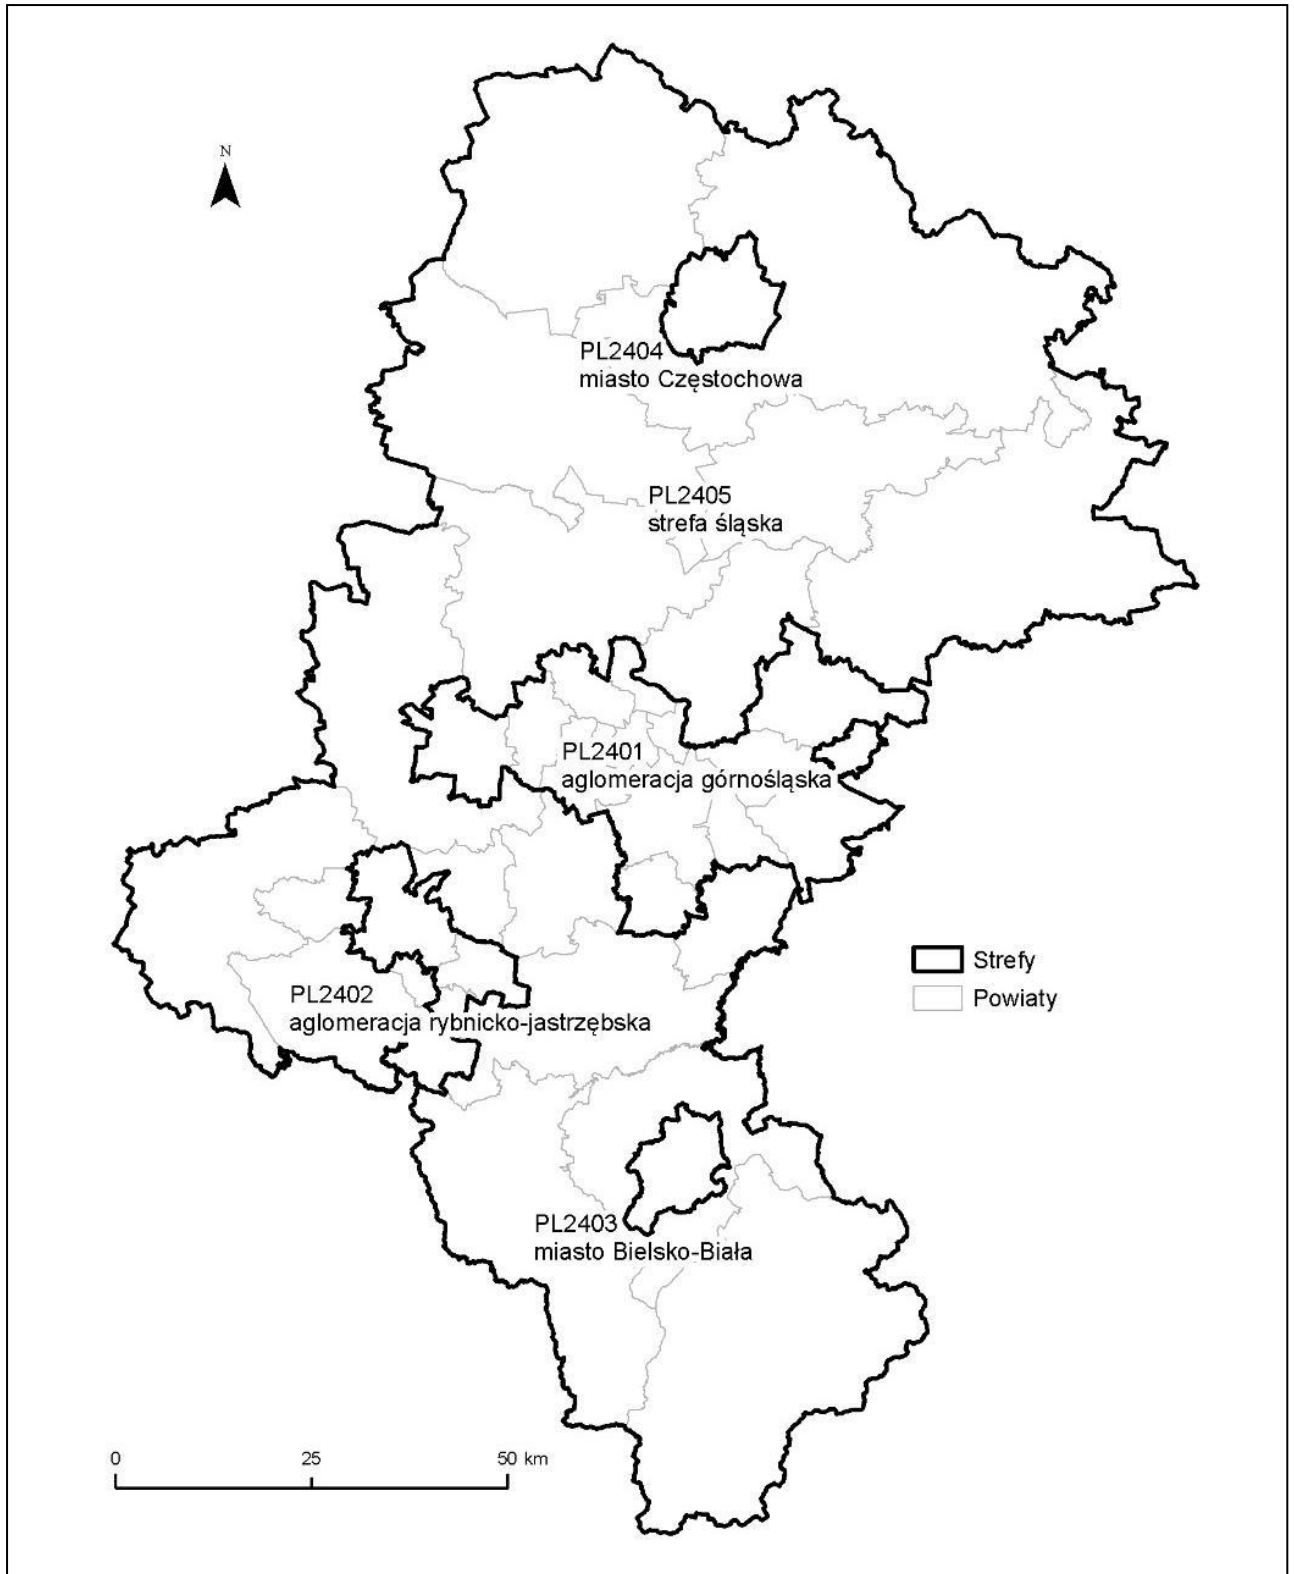 N
PL2404
miasto Częstochowa
PL2405
strefa śląska
PL2401
aglomeracja górnośląska
Strefy
Powiaty
PL2402
aglomeracja rybnicko-jastrzębska
PL2403
miasto Bielsko-Biała
0 25 50 km